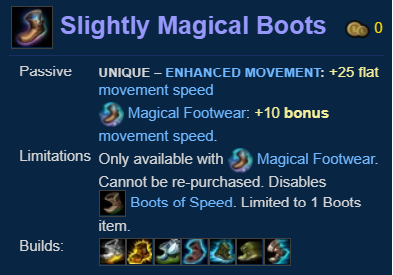 Slightly Magical Boots 0
Passive UNIQUE – ENHANCED MOVEMENT: +25 flat
movement speed
Magical Footwear: +10 bonus
movement speed.
Limitations Only available with Magical Footwear.
Cannot be re-purchased. Disables
Boots of Speed. Limited to 1 Boots
item.
Builds: